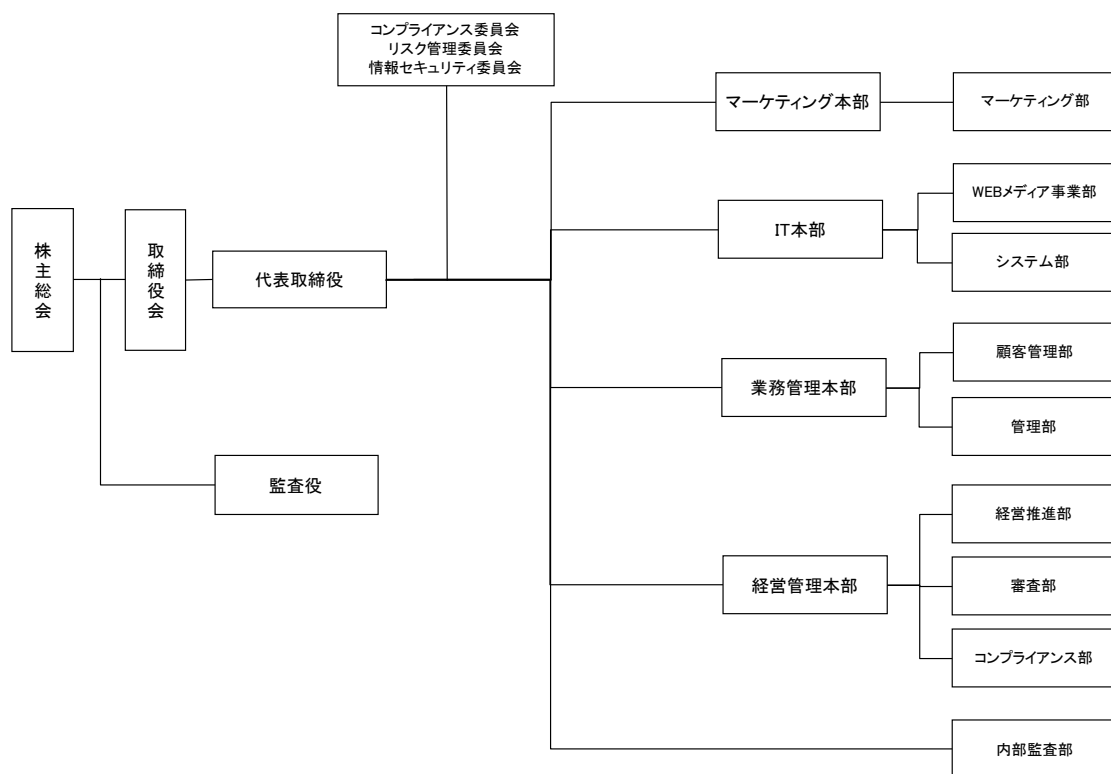 コンプライアンス委員会
リスク管理委員会
情報セキュリティ委員会
マーケティング本部
マーケティング部
WEBメディア事業部
IT本部
システム部
株主総会
取締役会
代表取締役
顧客管理部
業務管理本部
管理部
監査役
経営推進部
経営管理本部
審査部
コンプライアンス部
内部監査部